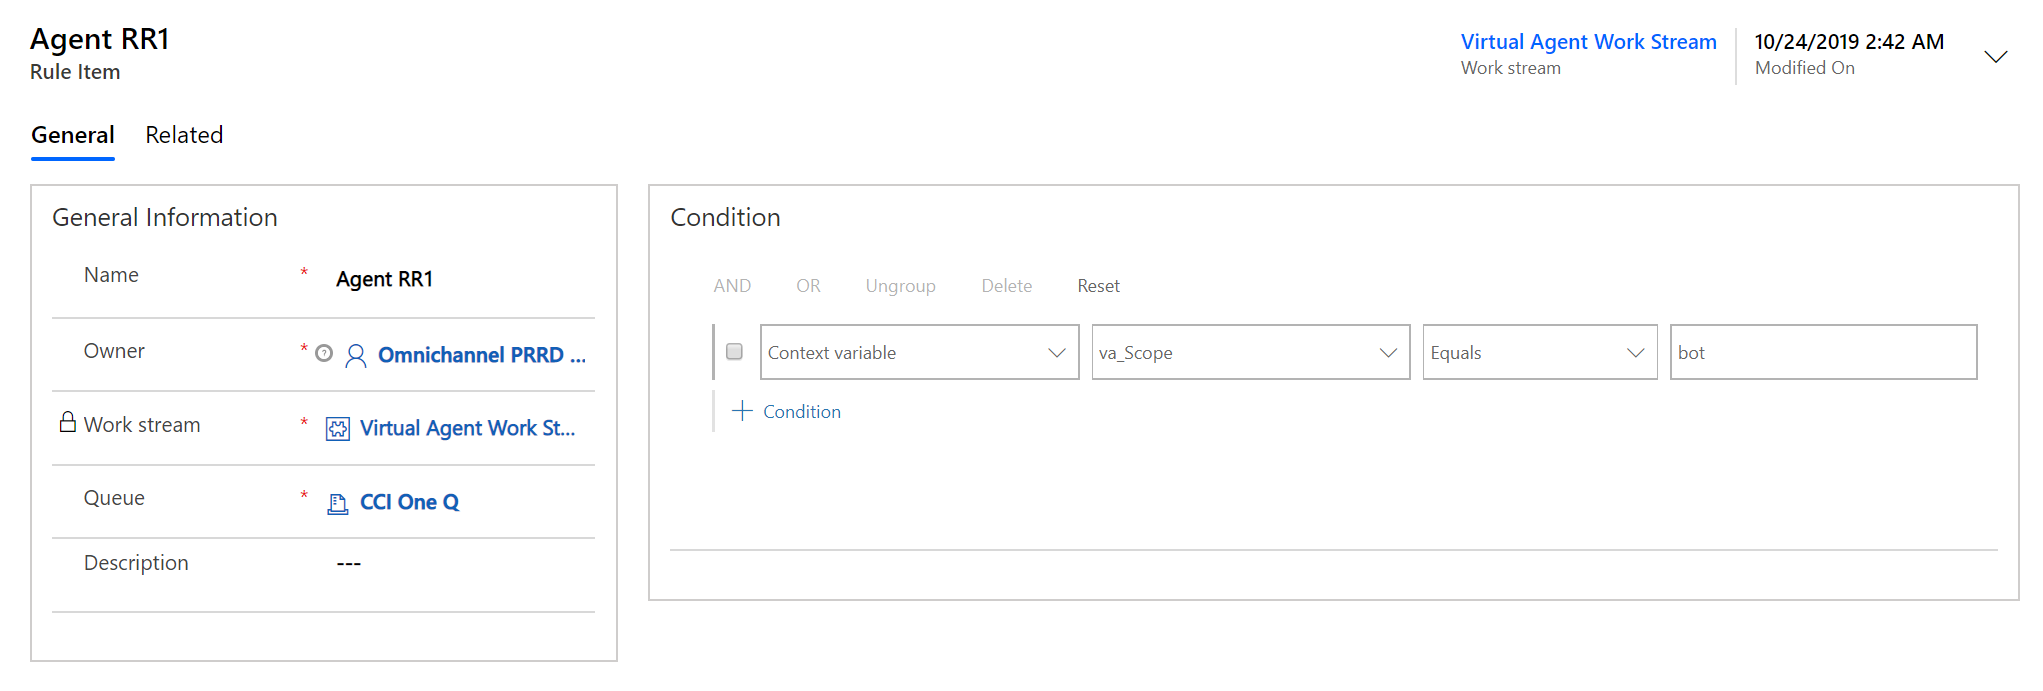 Agent RR1
Rule Item
Virtual Agent Work Stream
Work stream
10/24/2019 2:42 AM
Modified On
General Related
General Information
Name * Agent RR1
Owner * Omnichannel PRRD ...
Work stream * Virtual Agent Work St...
Queue * CCI One Q
Description ---
Condition
AND OR Ungroup Delete Reset
Context variable va_Scope Equals bot
+ Condition